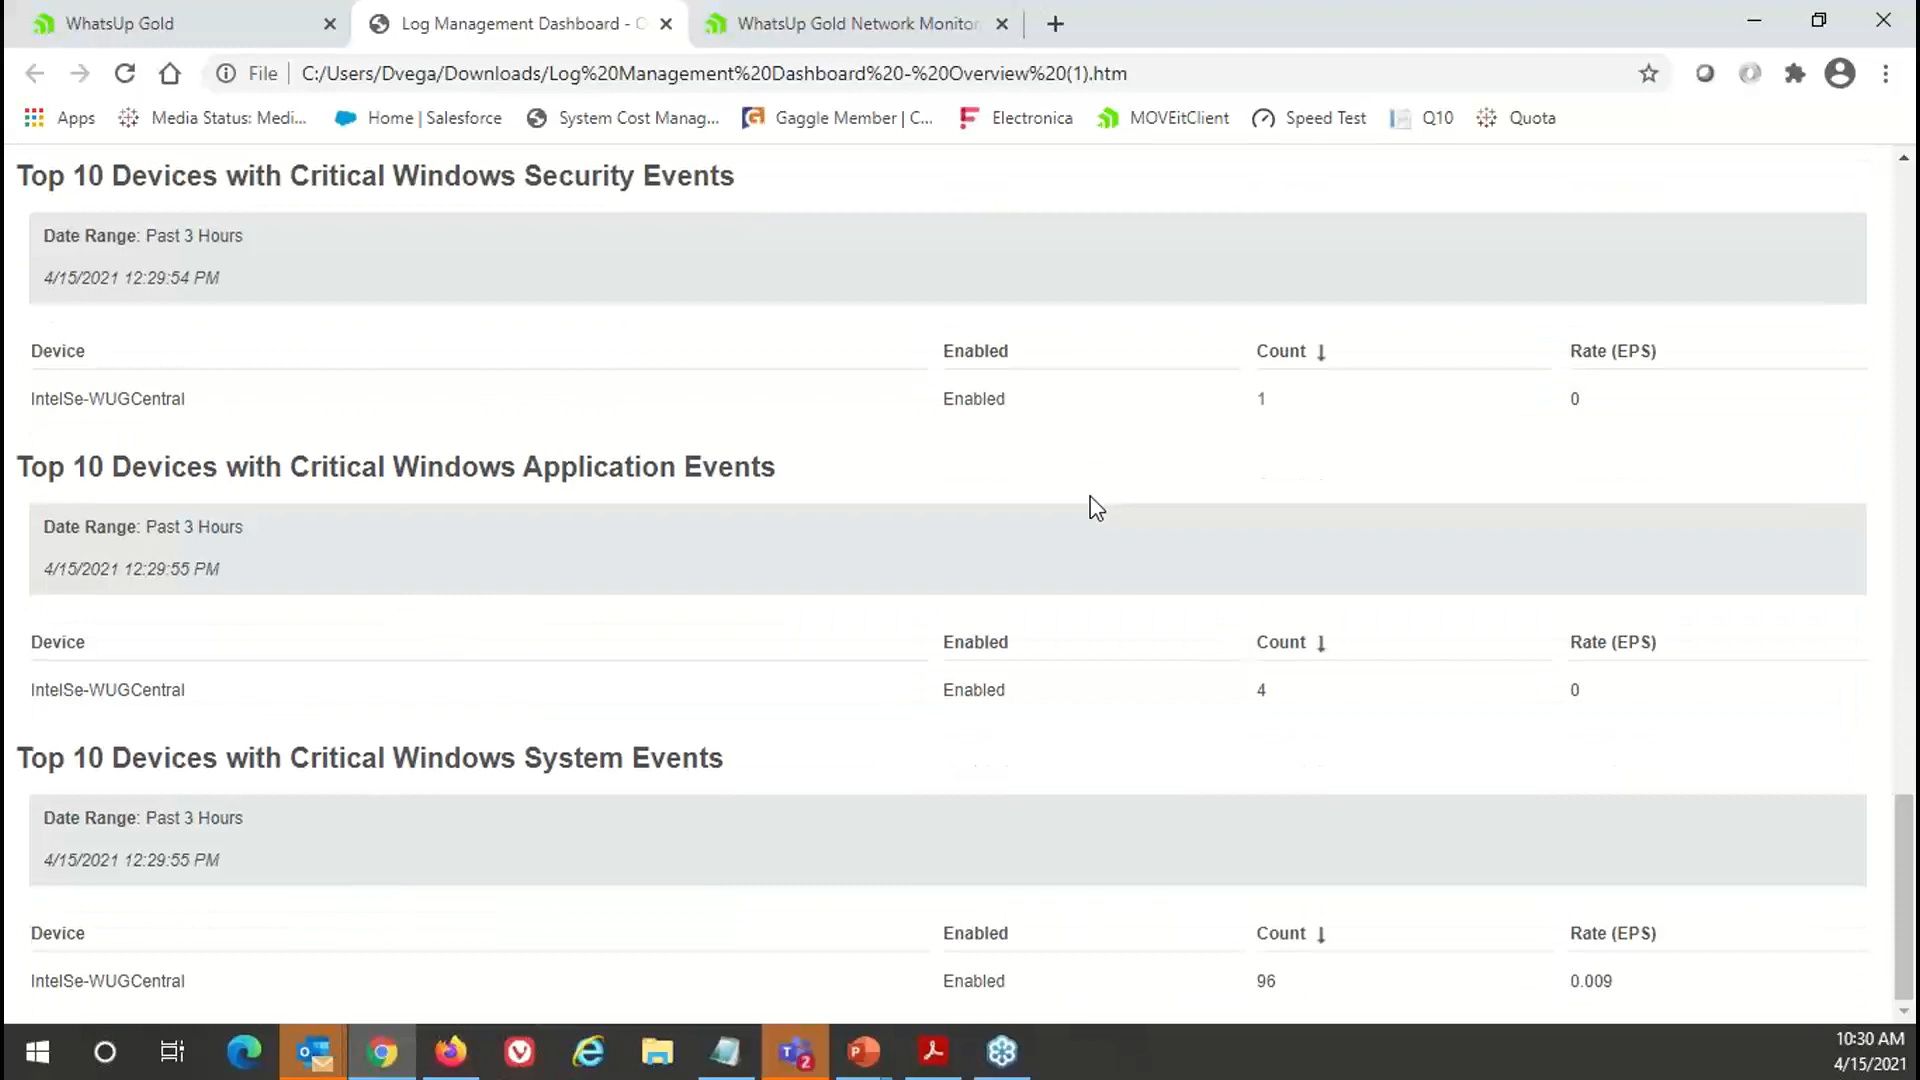 WhatsUp Gold
Log Management Dashboard - O
WhatsUp Gold Network Monitor
File
C:/Users/Dvega/Downloads/Log%20Management%20Dashboard%20-%20Overview%20(1).htm
Apps
Media Status: Medi...
Home | Salesforce
System Cost Manag...
Gaggle Member | C...
Electronica
MOVEitClient
Speed Test
Q10
Quota
Top 10 Devices with Critical Windows Security Events
Date Range: Past 3 Hours
4/15/2021 12:29:54 PM
Device Enabled Count Rate (EPS)
IntelSe-WUGCentral Enabled 1 0
Top 10 Devices with Critical Windows Application Events
Date Range: Past 3 Hours
4/15/2021 12:29:55 PM
Device Enabled Count Rate (EPS)
IntelSe-WUGCentral Enabled 4 0
Top 10 Devices with Critical Windows System Events
Date Range: Past 3 Hours
4/15/2021 12:29:55 PM
Device Enabled Count Rate (EPS)
IntelSe-WUGCentral Enabled 96 0.009
10:30 AM
4/15/2021